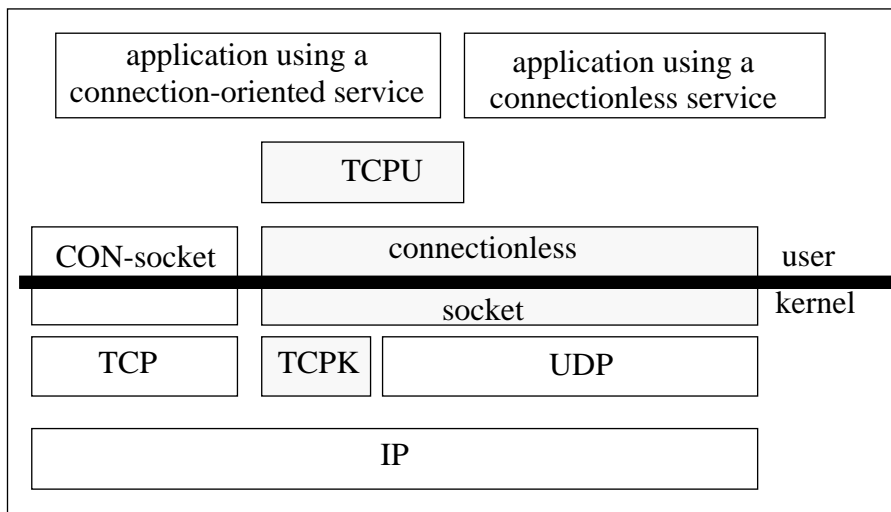 application using a
connection-oriented service
application using a
connectionless service
TCPU
CON-socket
connectionless
user
socket
kernel
TCP
TCPK
UDP
IP